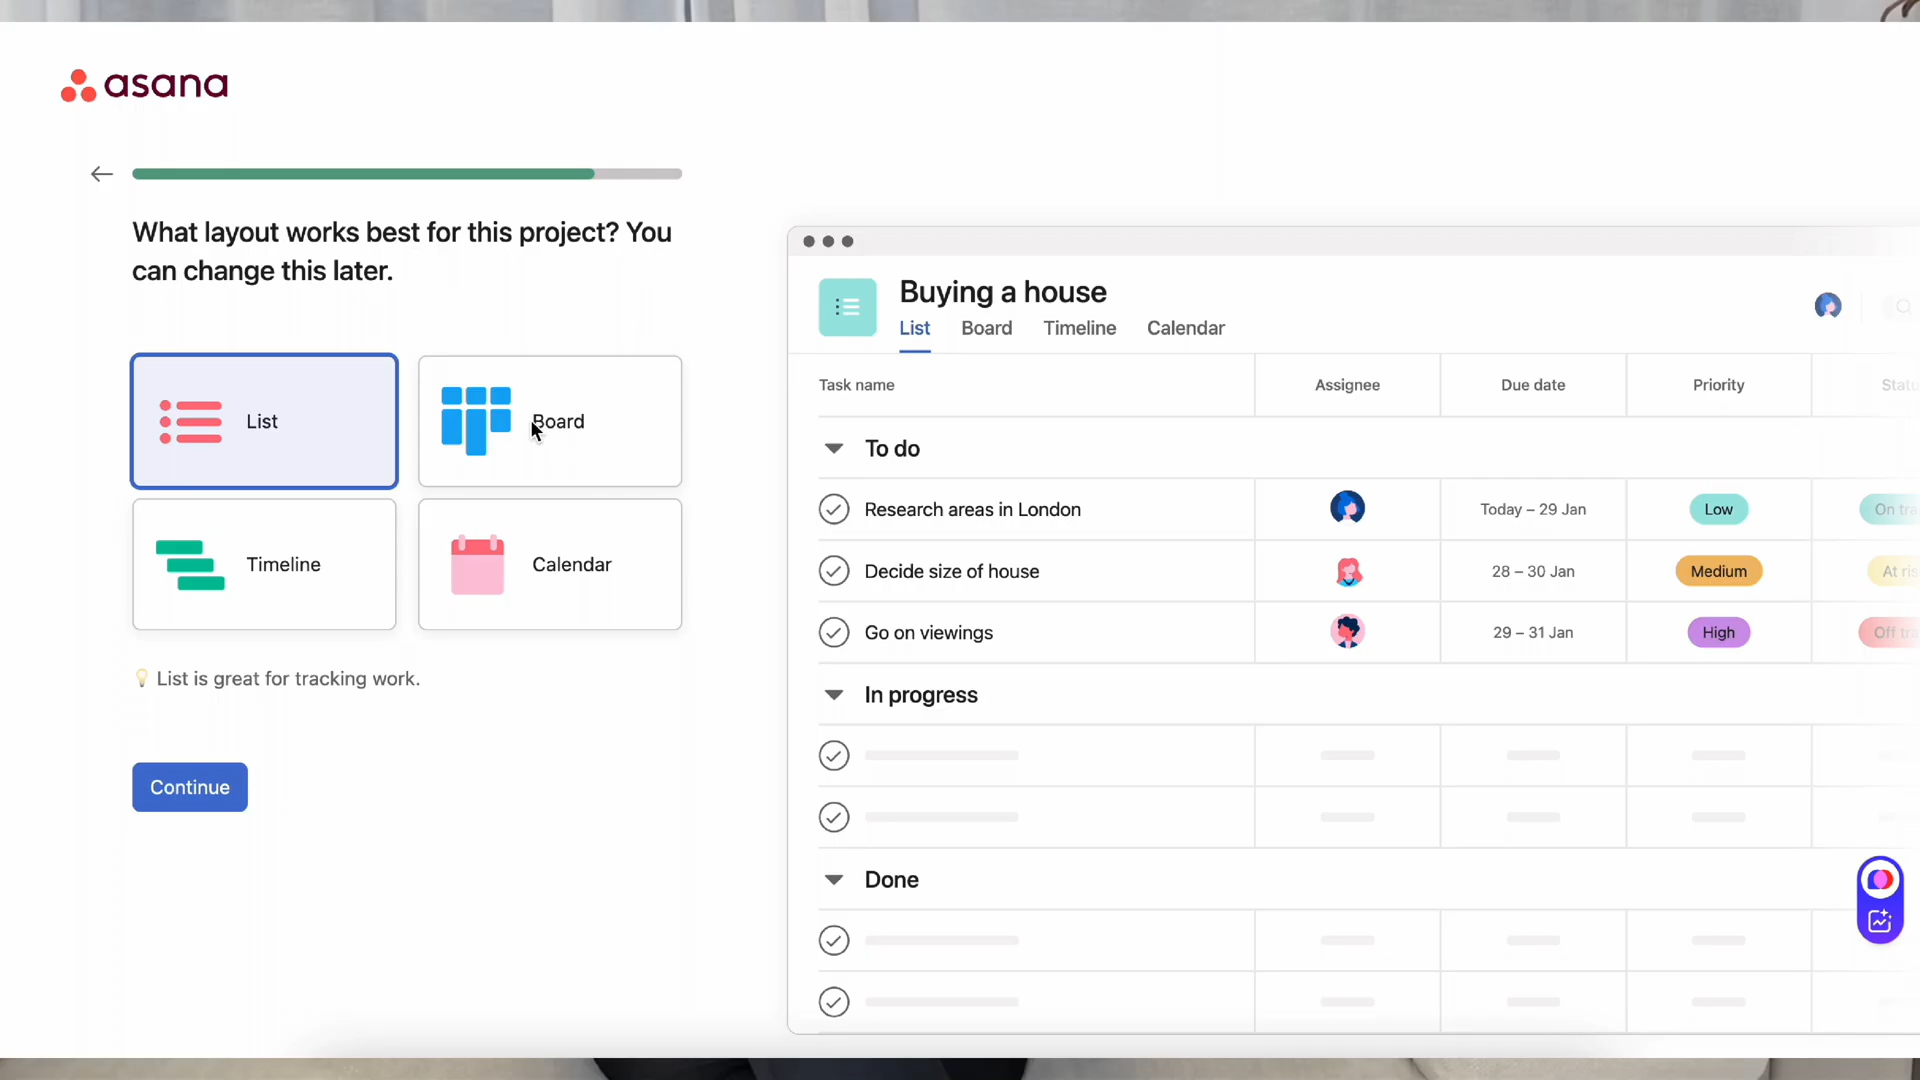 asana
What layout works best for this project? You
can change this later.
List
Board
Timeline
Calendar
List is great for tracking work.
Continue
Buying a house
List Board Timeline Calendar
Task name Assignee Due date Priority
To do
Research areas in London Today – 29 Jan Low On
Decide size of house 28 – 30 Jan Medium At
Go on viewings 29 – 31 Jan High Off
In progress
Done